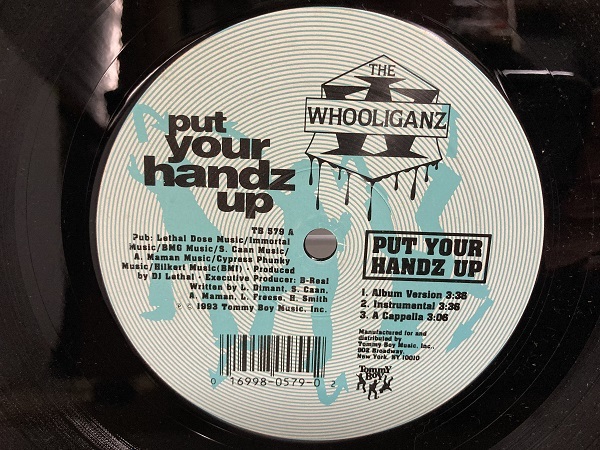 put
your
handz
up
THE
WHOOLIGANZ
TB 579 A
Pub: Lethal Dose Music/Immortal
Music/BMG Music/S. Caan Music/
A. Maman Music/Cypress Phunky
Music/Hilkert Music(BMI) • Produced
by DJ Lethal • Executive Producer: B-Real
Written by L. Dimant, S. Caan,
A. Maman, L. Freese, H. Smith
℗ © 1993 Tommy Boy Music, Inc.
PUT YOUR
HANDZ UP
1. Album Version 3:36
2. Instrumental 3:36
3. A Cappella 3:06
Manufactured for and
distributed by
Tommy Boy Music, Inc.,
902 Broadway,
New York, NY 10010
0 16998-0579-0 2
Tommy
Boy